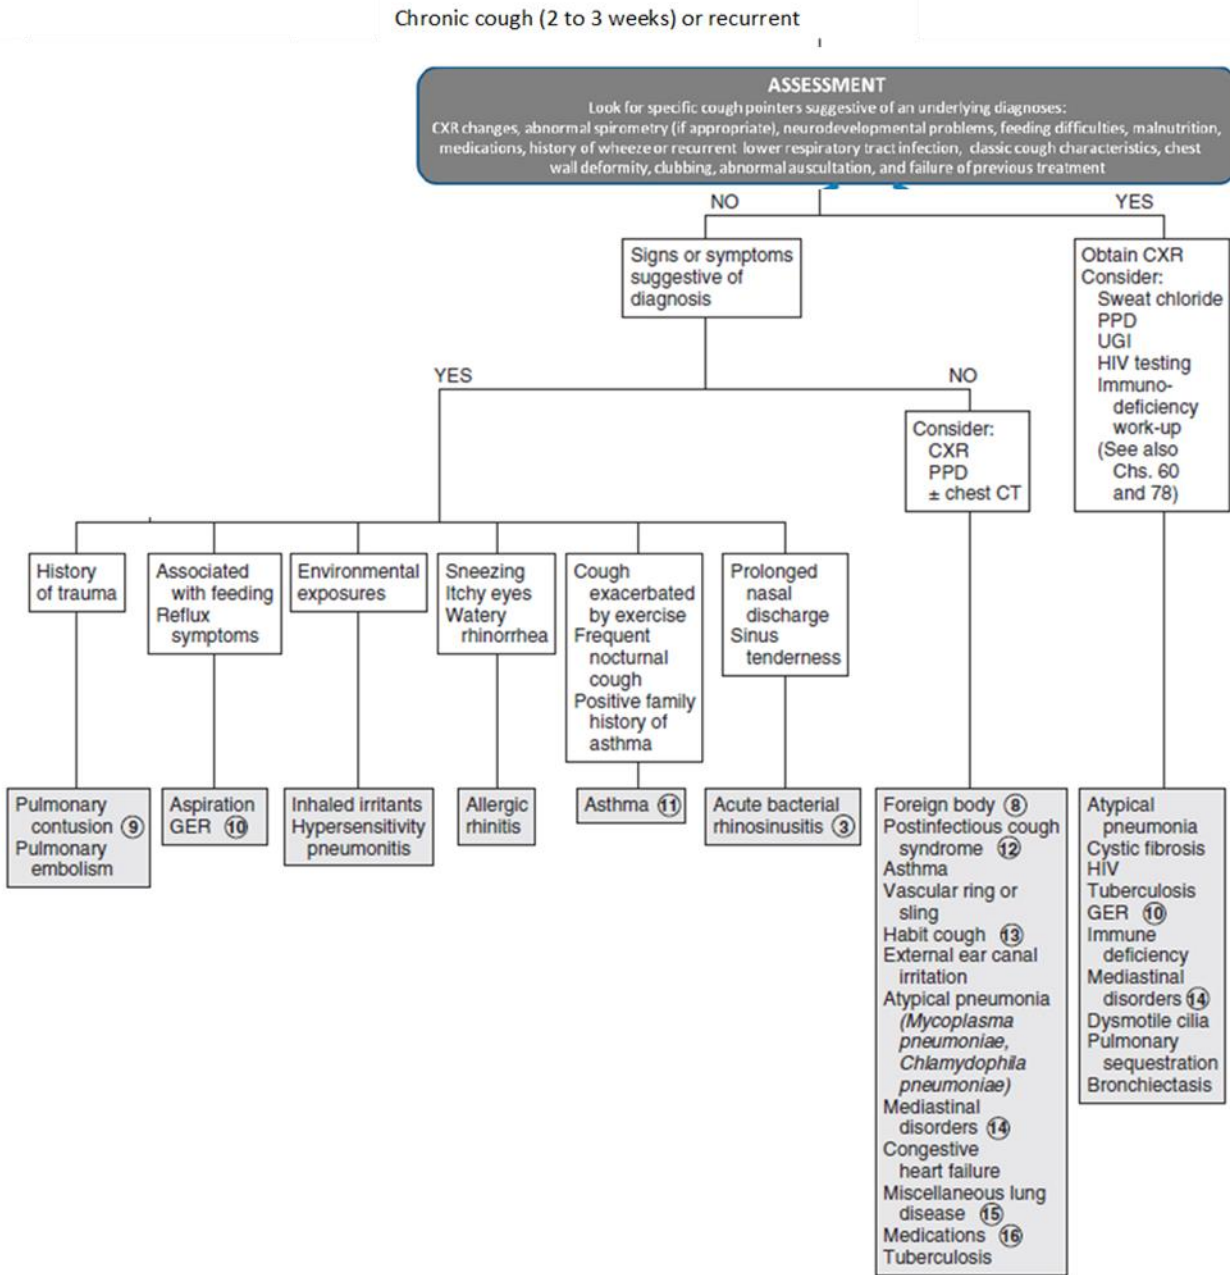 Chronic cough (2 to 3 weeks) or recurrent
ASSESSMENT
Look for specific cough pointers suggestive of an underlying diagnoses:
CXR changes, abnormal spirometry (if appropriate), neurodevelopmental problems, feeding difficulties, malnutrition,
medications, history of wheeze or recurrent lower respiratory tract infection, classic cough characteristics, chest
wall deformity, clubbing, abnormal auscultation, and failure of previous treatment
NO
YES
Signs or symptoms
suggestive of
diagnosis
Obtain CXR
Consider:
Sweat chloride
PPD
UGI
HIV testing
Immuno-
deficiency
work-up
(See also
Chs. 60
and 78)
YES
NO
Consider:
CXR
PPD
± chest CT
History
of trauma
Associated
with feeding
Reflux
symptoms
Environmental
exposures
Sneezing
Itchy eyes
Watery
rhinorrhea
Cough
exacerbated
by exercise
Frequent
nocturnal
cough
Positive family
history of
asthma
Prolonged
nasal
discharge
Sinus
tenderness
Pulmonary
contusion 9
Pulmonary
embolism
Aspiration
GER 10
Inhaled irritants
Hypersensitivity
pneumonitis
Allergic
rhinitis
Asthma 11
Acute bacterial
rhinosinusitis 3
Foreign body 8
Postinfectious cough
syndrome 12
Asthma
Vascular ring or
sling
Habit cough 13
External ear canal
irritation
Atypical pneumonia
(Mycoplasma
pneumoniae,
Chlamydophila
pneumoniae)
Mediastinal
disorders 14
Congestive
heart failure
Miscellaneous lung
disease 15
Medications 16
Tuberculosis
Atypical
pneumonia
Cystic fibrosis
HIV
Tuberculosis
GER 10
Immune
deficiency
Mediastinal
disorders 14
Dysmotile cilia
Pulmonary
sequestration
Bronchiectasis